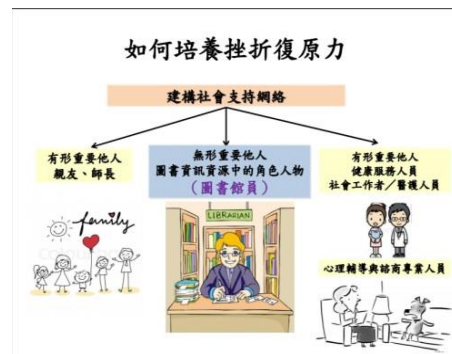 如何培養挫折復原力
建構社會支持網絡
有形重要他人
親友、師長
無形重要他人
圖書資訊資源中的角色人物
(圖書館員)
有形重要他人
健康服務人員
社會工作者/醫護人員
family
LIBRARIAN
心理輔導與諮商專業人員